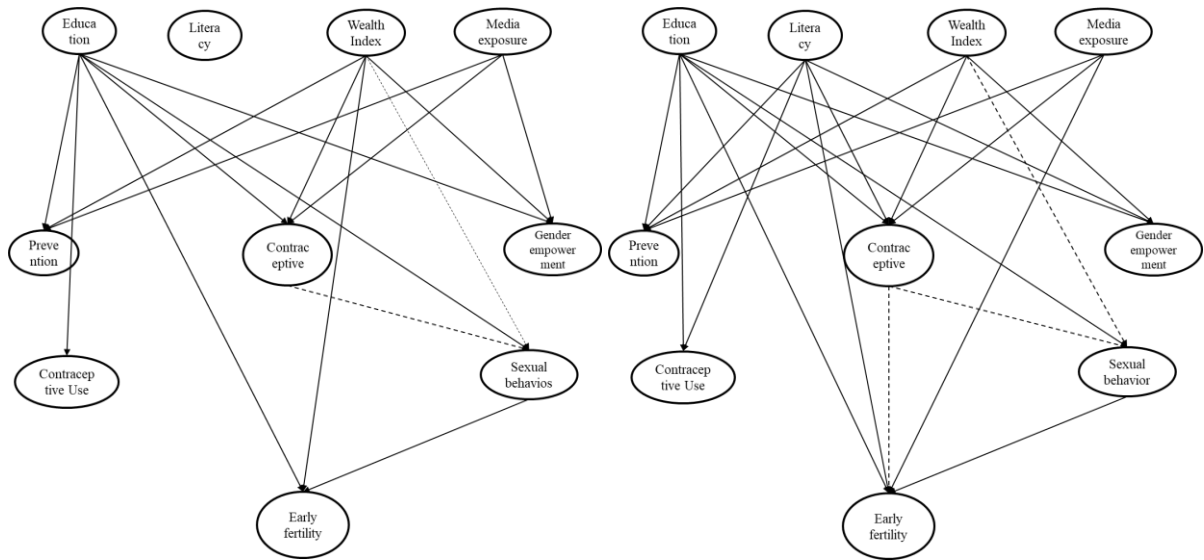 Educa
tion
Litera
cy
Wealth
Index
Media
exposure
Preve
ntion
Contrac
eptive
Gender
empower
ment
Contracep
tive Use
Sexual
behavios
Early
fertility
Educa
tion
Litera
cy
Wealth
Index
Media
exposure
Preve
ntion
Contrac
eptive
Gender
empower
ment
Contracep
tive Use
Sexual
behavior
Early
fertility